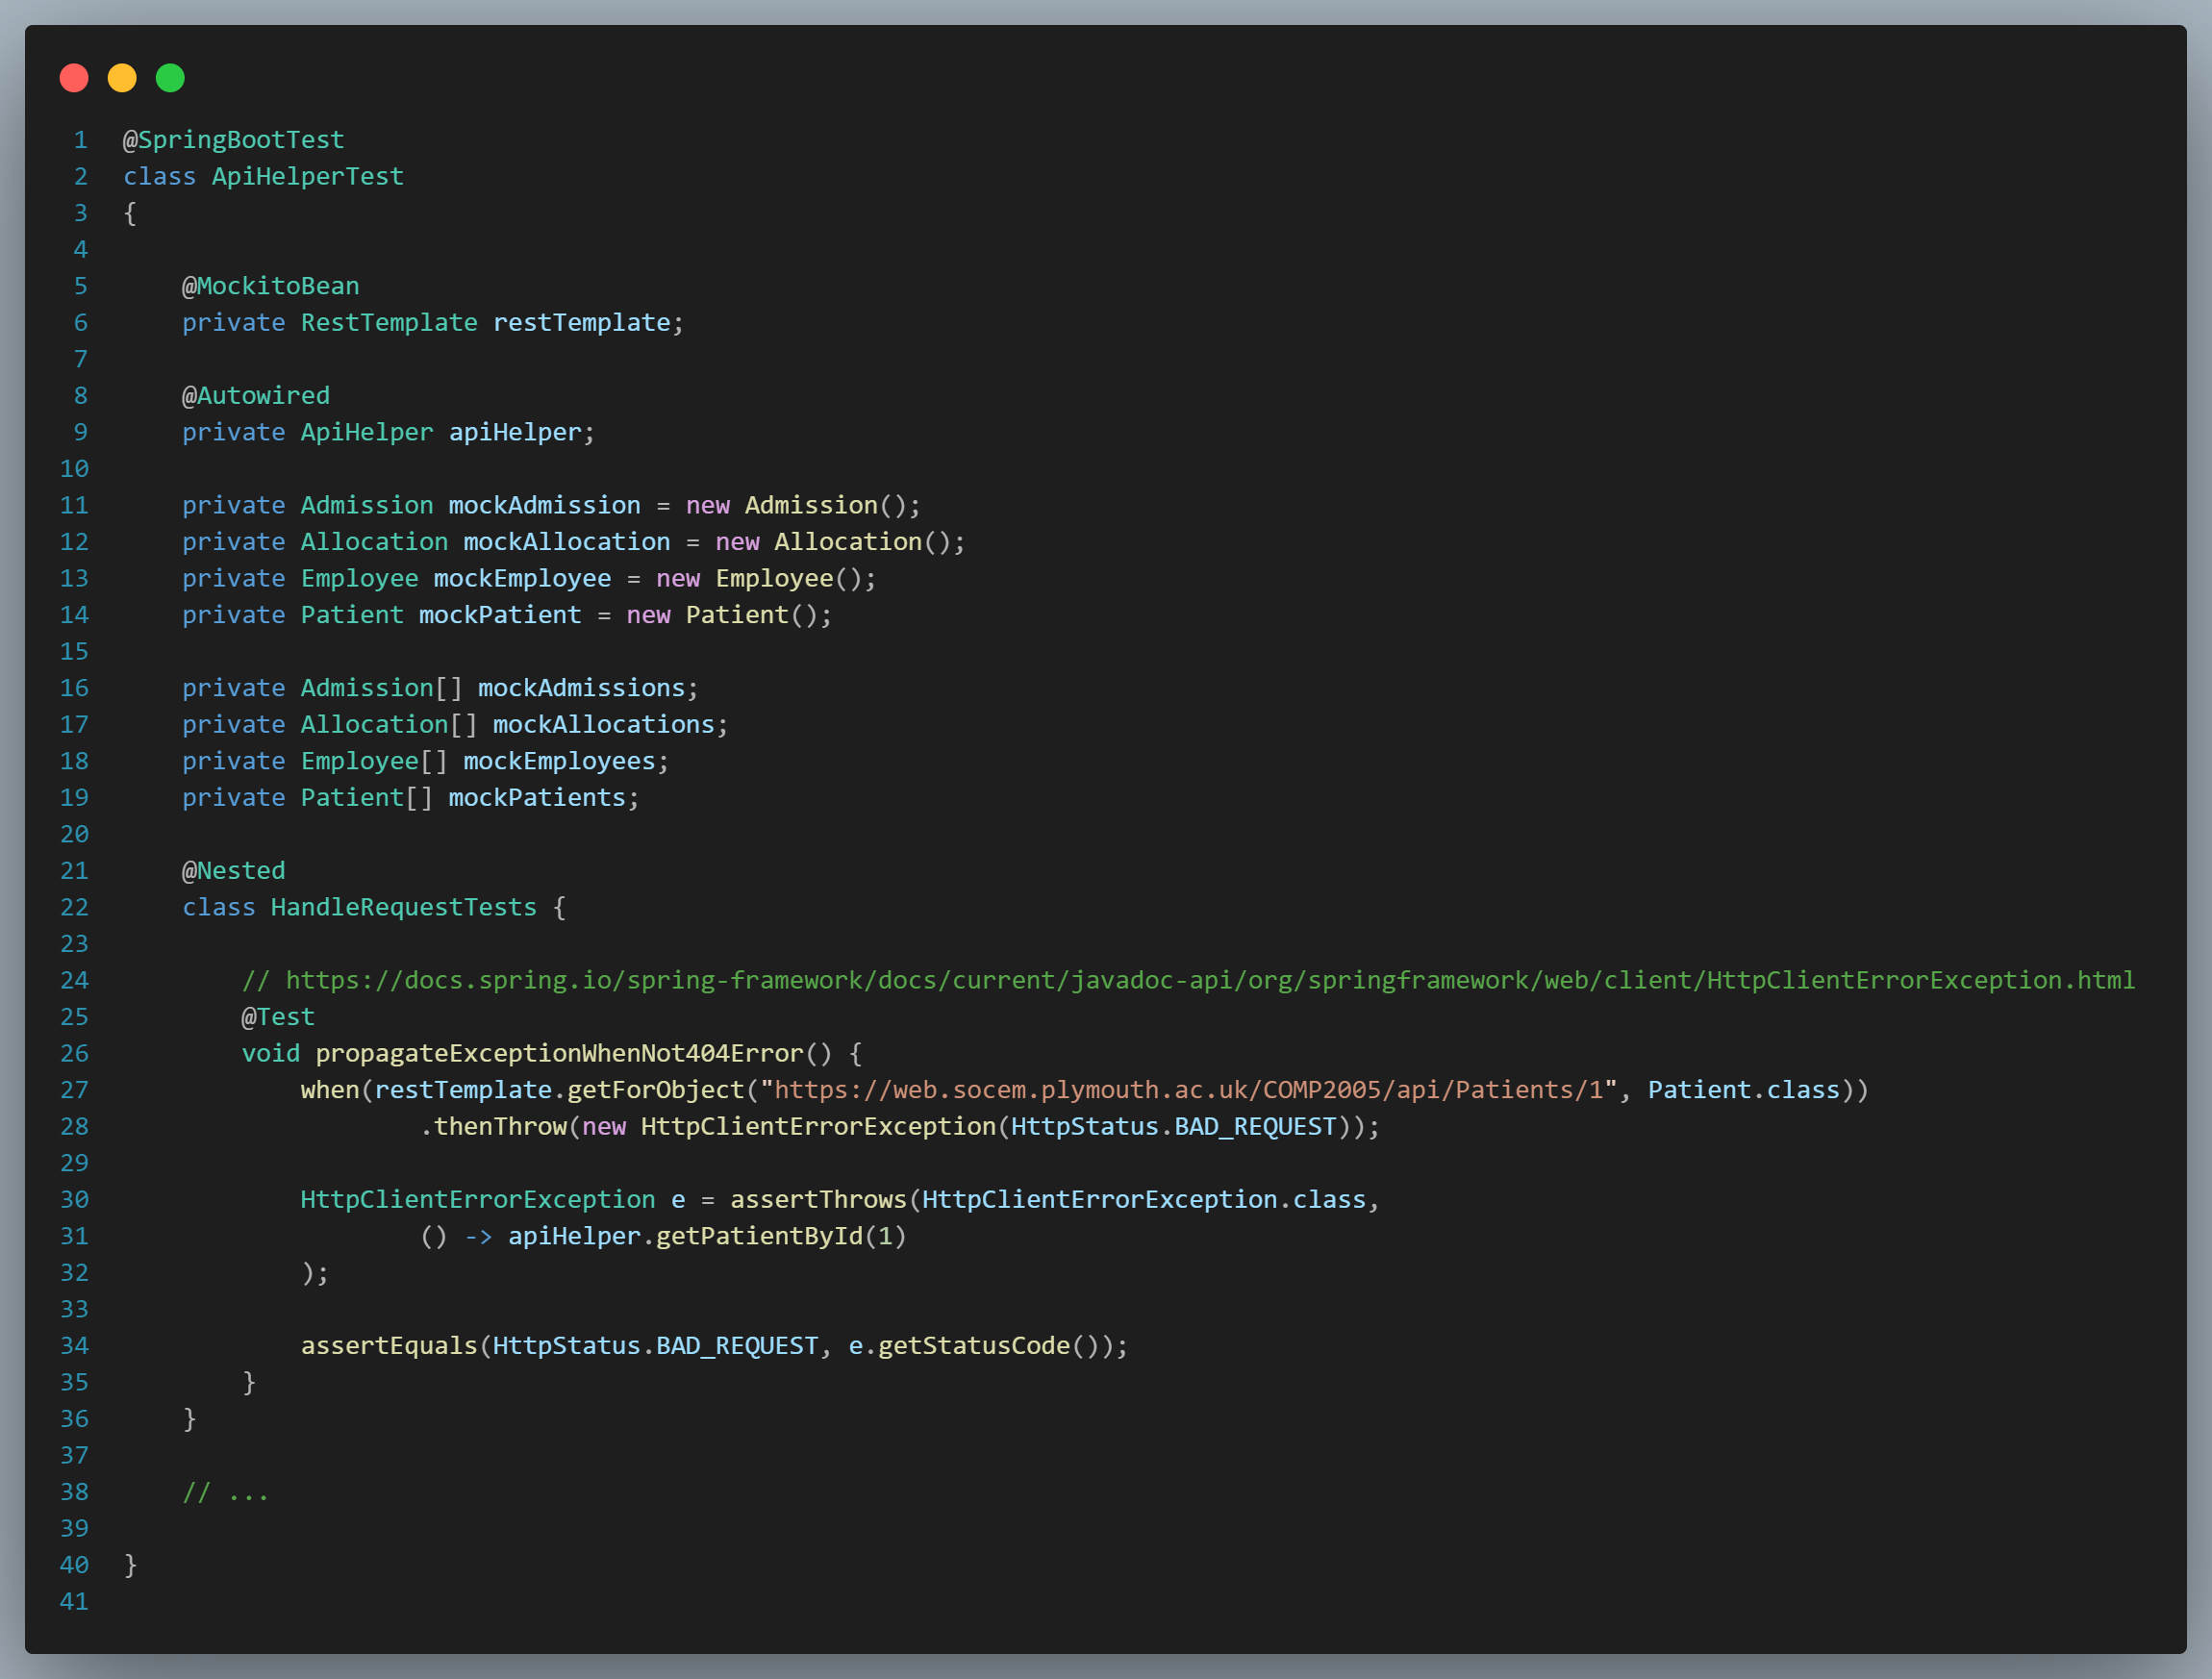 1 @SpringBootTest
2 class ApiHelperTest
3 {
4
5     @MockitoBean
6     private RestTemplate restTemplate;
7
8     @Autowired
9     private ApiHelper apiHelper;
10
11     private Admission mockAdmission = new Admission();
12     private Allocation mockAllocation = new Allocation();
13     private Employee mockEmployee = new Employee();
14     private Patient mockPatient = new Patient();
15
16     private Admission[] mockAdmissions;
17     private Allocation[] mockAllocations;
18     private Employee[] mockEmployees;
19     private Patient[] mockPatients;
20
21     @Nested
22     class HandleRequestTests {
23
24         // https://docs.spring.io/spring-framework/docs/current/javadoc-api/org/springframework/web/client/HttpClientErrorException.html
25         @Test
26         void propagateExceptionWhenNot404Error() {
27             when(restTemplate.getForObject("https://web.socem.plymouth.ac.uk/COMP2005/api/Patients/1", Patient.class))
28                     .thenThrow(new HttpClientErrorException(HttpStatus.BAD_REQUEST));
29
30             HttpClientErrorException e = assertThrows(HttpClientErrorException.class,
31                     () -> apiHelper.getPatientById(1)
32             );
33
34             assertEquals(HttpStatus.BAD_REQUEST, e.getStatusCode());
35         }
36     }
37
38     // ...
39
40 }
41